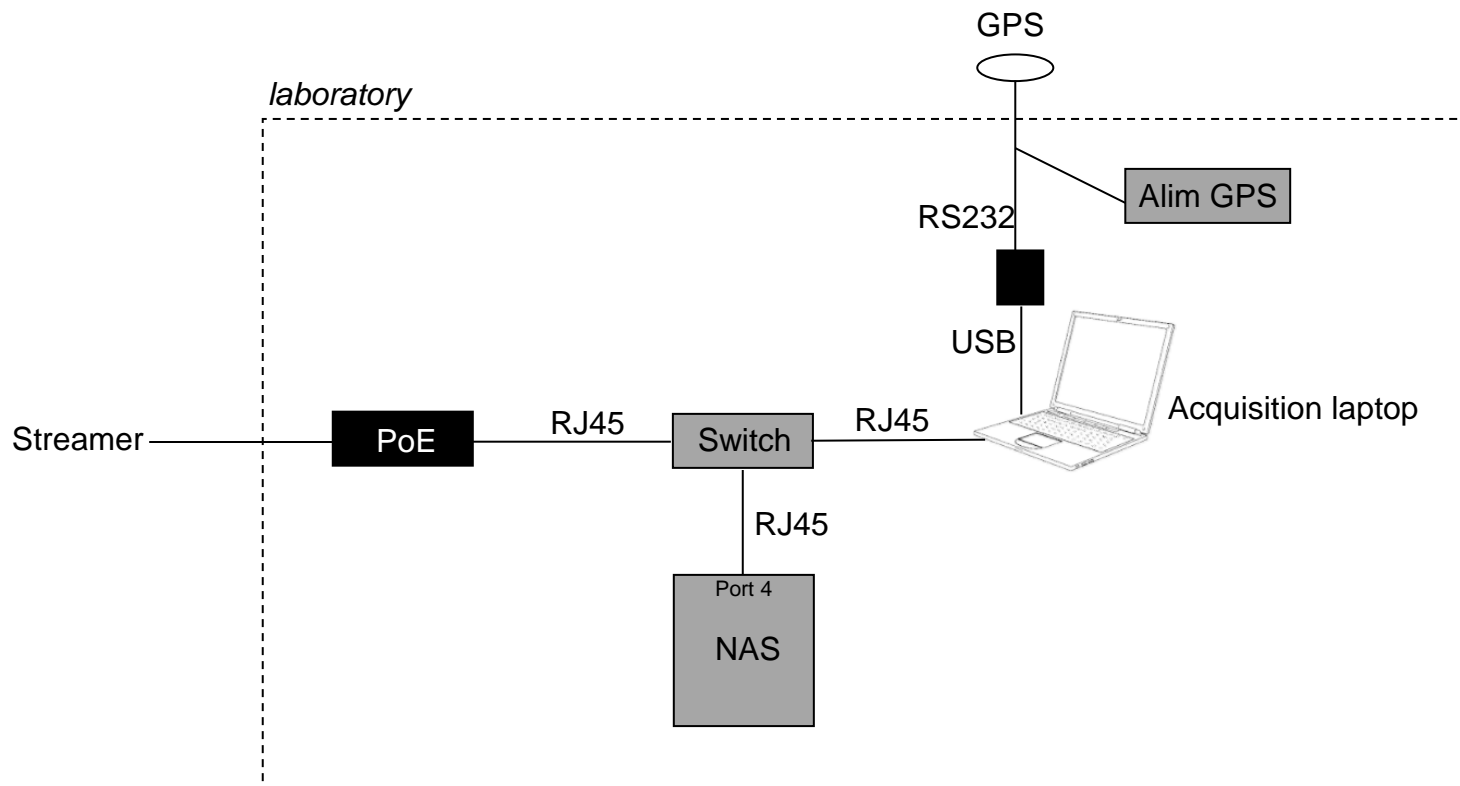 GPS
laboratory
Alim GPS
RS232
USB
Acquisition laptop
Streamer
PoE
RJ45
Switch
RJ45
RJ45
Port 4
NAS